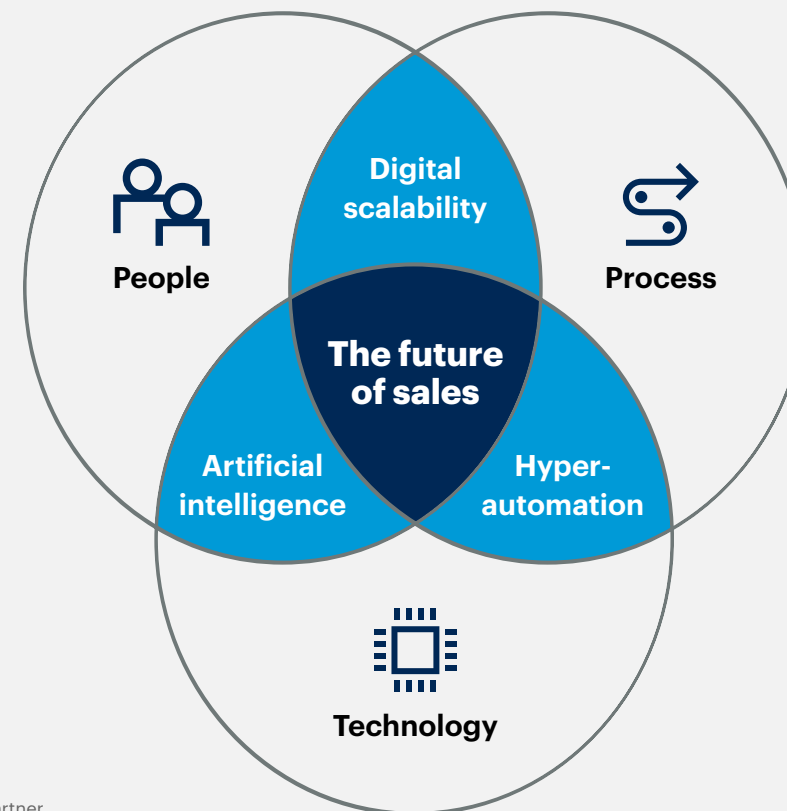 Digital
scalability
People
Process
The future
of sales
Artificial
intelligence
Hyper-
automation
Technology